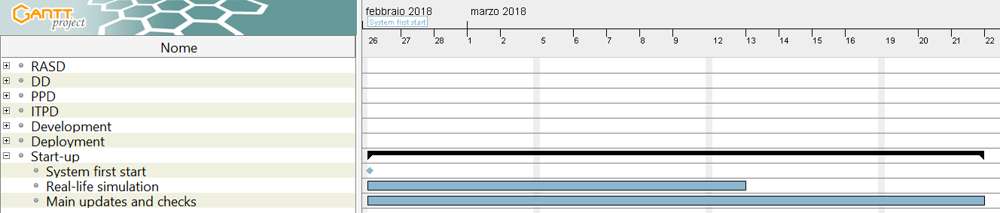 GANTT
project
febbraio 2018 marzo 2018
System first start
26 27 28 1 2 5 6 7 8 9 12 13 14 15 16 19 20 21 22
Nome
RASD
DD
PPD
ITPD
Development
Deployment
Start-up
System first start
Real-life simulation
Main updates and checks